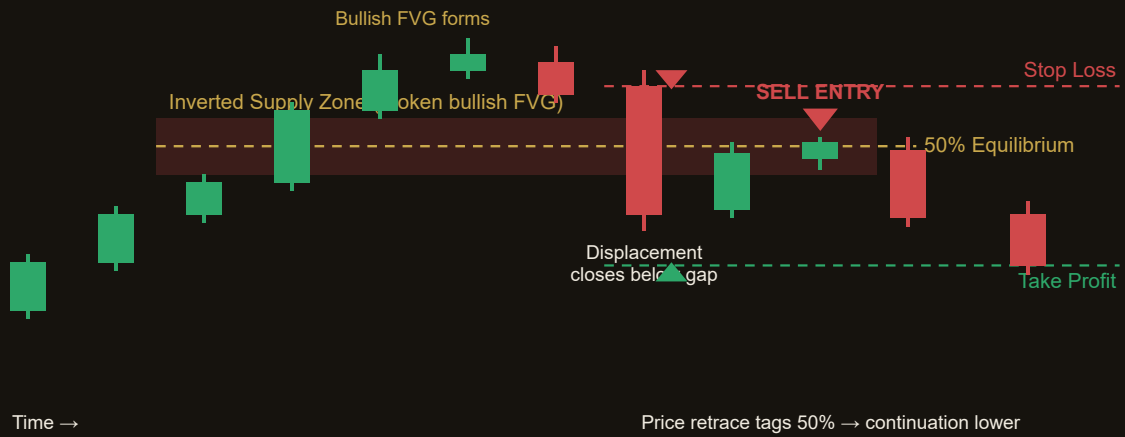 Bullish FVG forms
Stop Loss
SELL ENTRY
Inverted Supply Zone oken bullish FVG)
50% Equilibrium
Displacement
closes below gap
Take Profit
Time →
Price retrace tags 50% → continuation lower